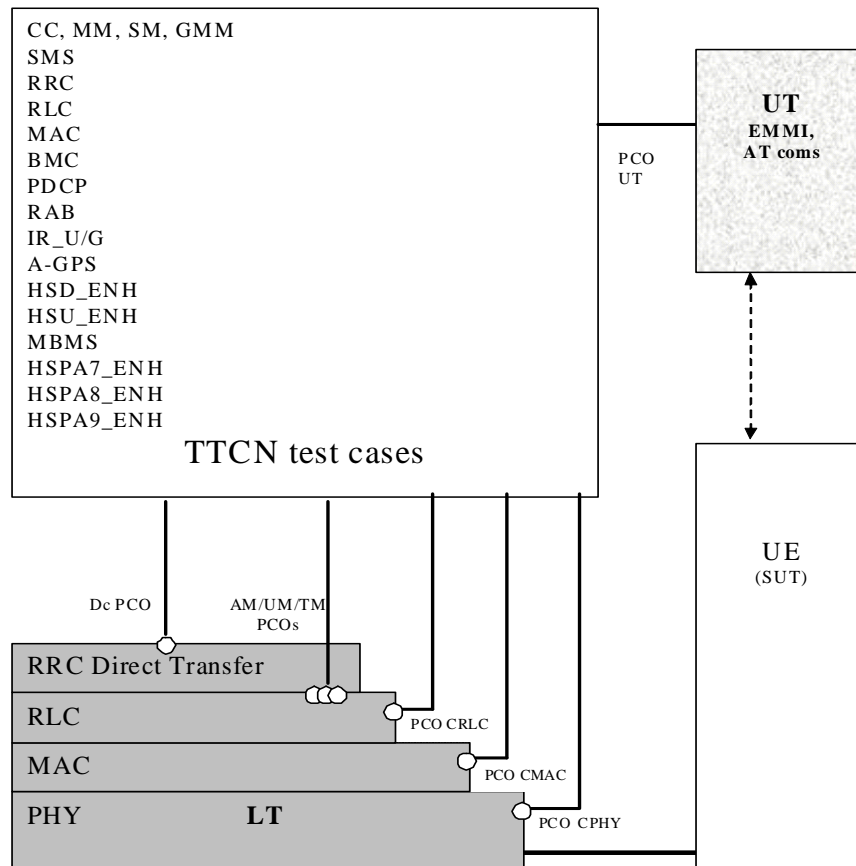 CC, MM, SM, GMM
SMS
RRC
RLC
MAC
BMC
PDCP
RAB
IR_U/G
A-GPS
HSD_ENH
HSU_ENH
MBMS
HSPA7_ENH
HSPA8_ENH
HSPA9_ENH
TTCN test cases
PCO
UT
UT
EMMI,
AT coms
UE
(SUT)
Dc PCO
AM/UM/TM
PCOs
RRC Direct Transfer
RLC
PCO CRLC
MAC
PCO CMAC
PHY LT
PCO CPHY